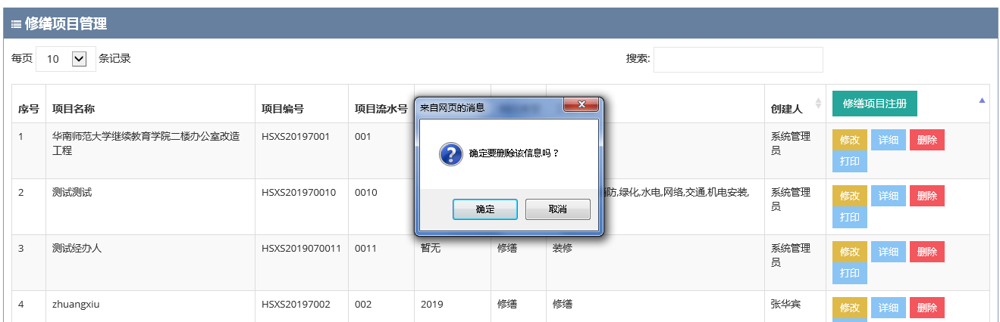 修缮项目管理
每页 10 条记录 搜索:
序号 项目名称 项目编号 项目流水号 创建人 修缮项目注册
来自网页的消息
确定要删除该信息吗？
确定 取消
1 华南师范大学继续教育学院二楼办公室改造 HSXS20197001 001 系统管理 修改 详细 删除
工程 员
打印
2 测试测试 HSXS201970010 0010 消防,绿化,水电,网络,交通,机电安装, 系统管理 修改 详细 删除
员
打印
3 测试经办人 HSXS2019070011 0011 暂无 修缮 装修 系统管理 修改 详细 删除
员
打印
4 zhuangxiu HSXS20197002 002 2019 修缮 修缮 张华宾 修改 详细 删除